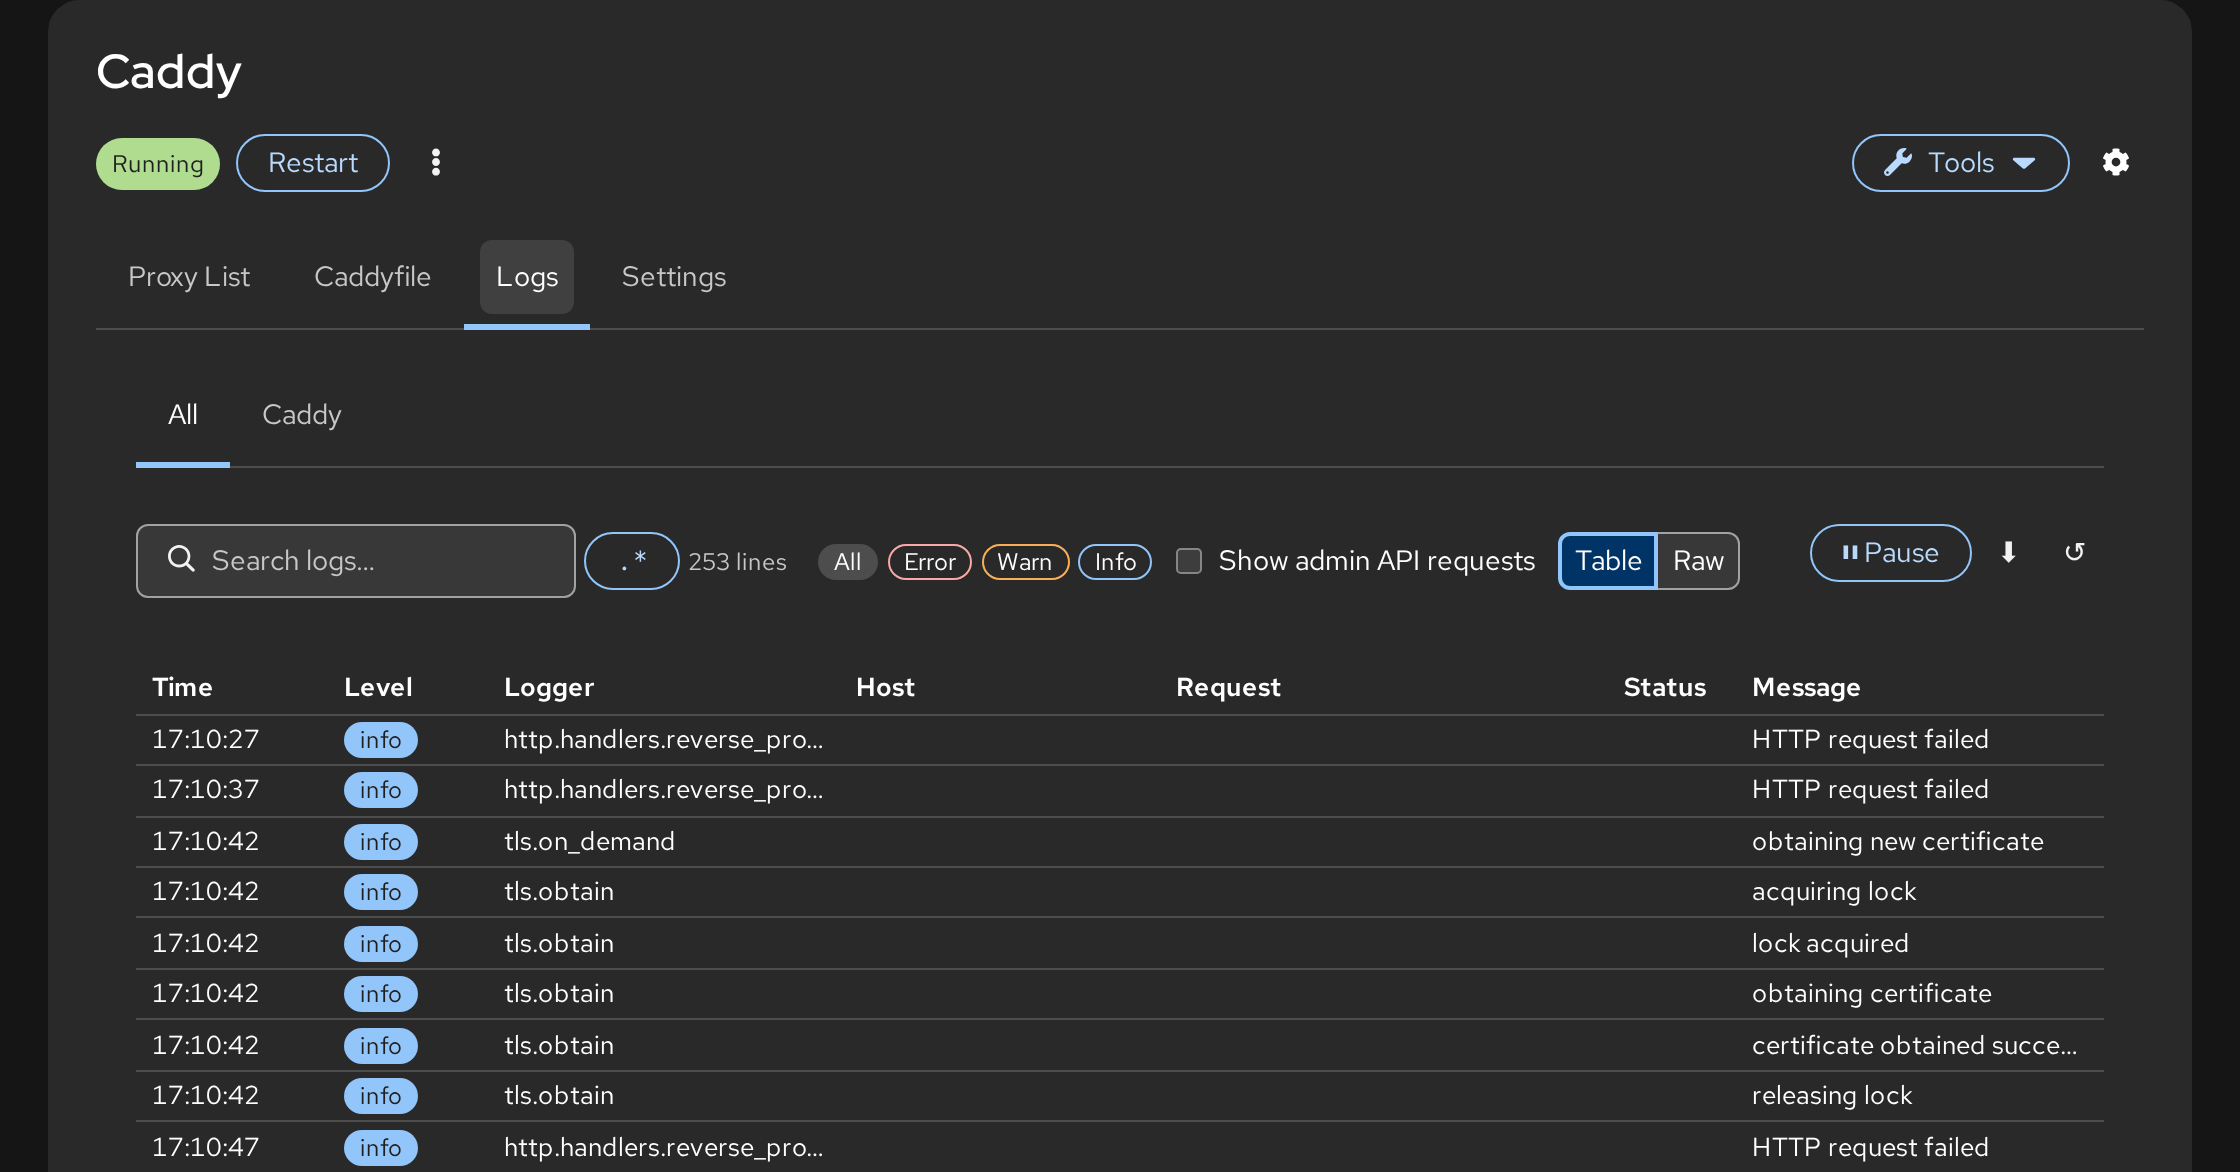 Caddy
Running Restart Tools
Proxy List Caddyfile Logs Settings
All Caddy
Search logs... .* 253 lines All Error Warn Info Show admin API requests Table Raw Pause
Time Level Logger Host Request Status Message
17:10:27 info http.handlers.reverse_pro... HTTP request failed
17:10:37 info http.handlers.reverse_pro... HTTP request failed
17:10:42 info tls.on_demand obtaining new certificate
17:10:42 info tls.obtain acquiring lock
17:10:42 info tls.obtain lock acquired
17:10:42 info tls.obtain obtaining certificate
17:10:42 info tls.obtain certificate obtained succe...
17:10:42 info tls.obtain releasing lock
17:10:47 info http.handlers.reverse_pro... HTTP request failed